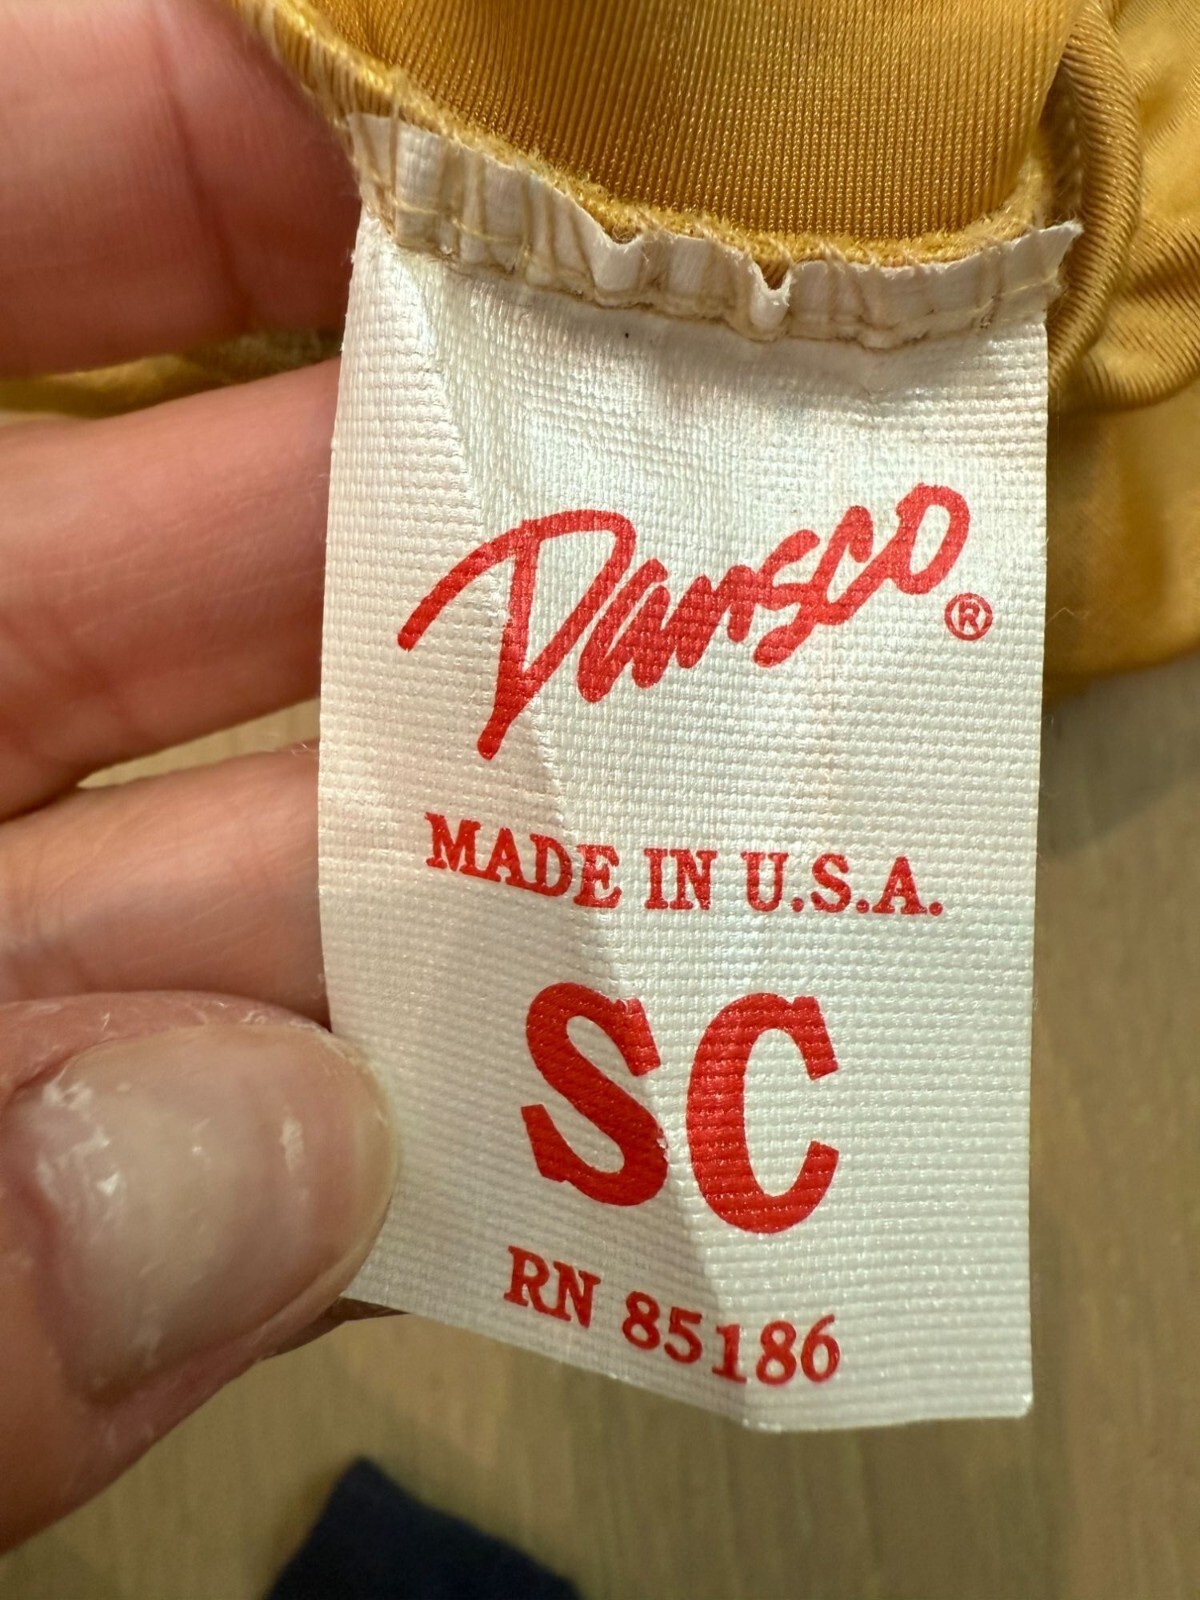 Dansco®
MADE IN U.S.A.
SC
RN 85186